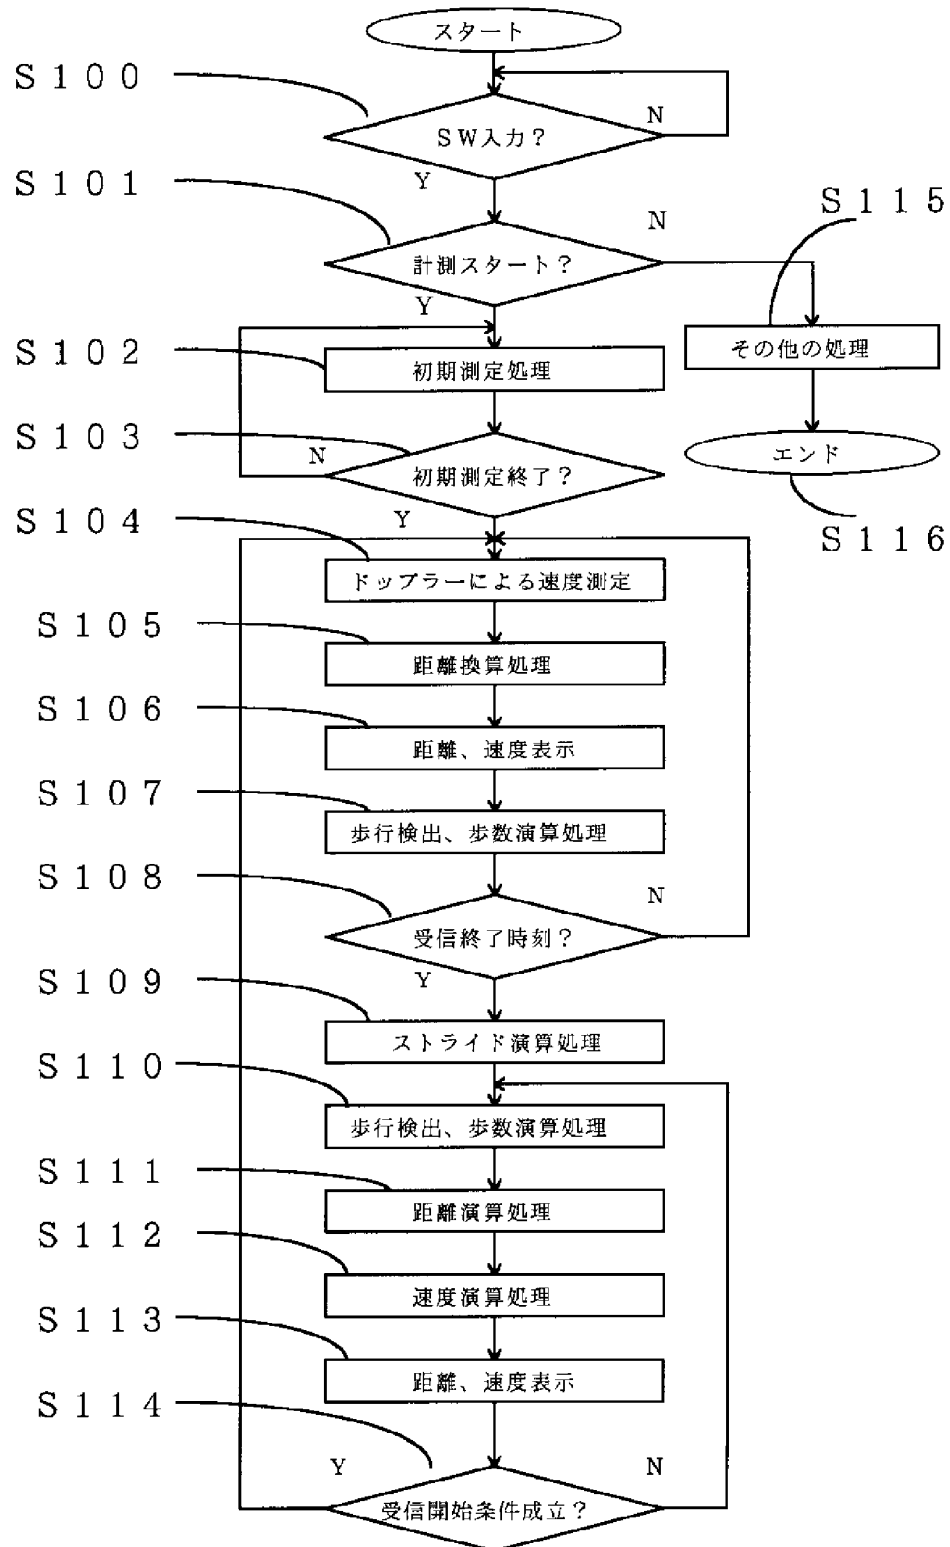 スタート
S100
N
SW入力?
S101
Y
S115
N
計測スタート?
Y
S102
初期測定処理
その他の処理
S103
N
初期測定終了?
エンド
S104
Y
S116
ドップラーによる速度測定
S105
距離換算処理
S106
距離、速度表示
S107
歩行検出、歩数演算処理
S108
N
受信終了時刻?
S109
Y
ストライド演算処理
S110
歩行検出、歩数演算処理
S111
距離演算処理
S112
速度演算処理
S113
距離、速度表示
S114
Y
N
受信開始条件成立?